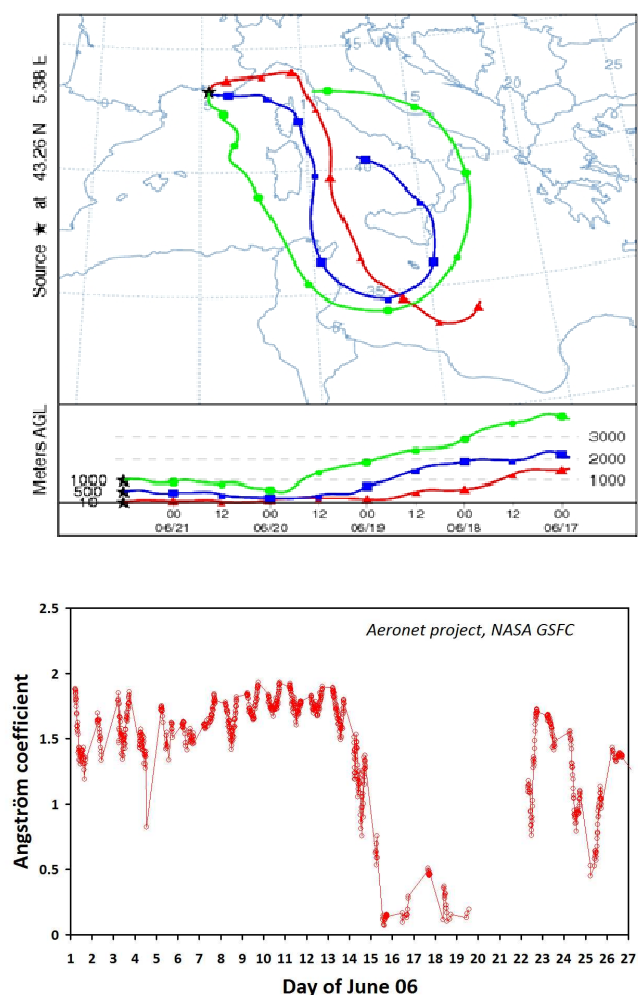 Source ★ at 43.26 N 5.38 E
45
25
15
40
35
5
0
Meters AGL
3000
2000
1000
1000
500
10
00 12 00 12 00 12 00 12 00
06/21 06/20 06/19 06/18 06/17
2.5
Aeronet project, NASA GSFC
2
1.5
1
0.5
0
Angström coefficient
1 2 3 4 5 6 7 8 9 10 11 12 13 14 15 16 17 18 19 20 21 22 23 24 25 26 27
Day of June 06